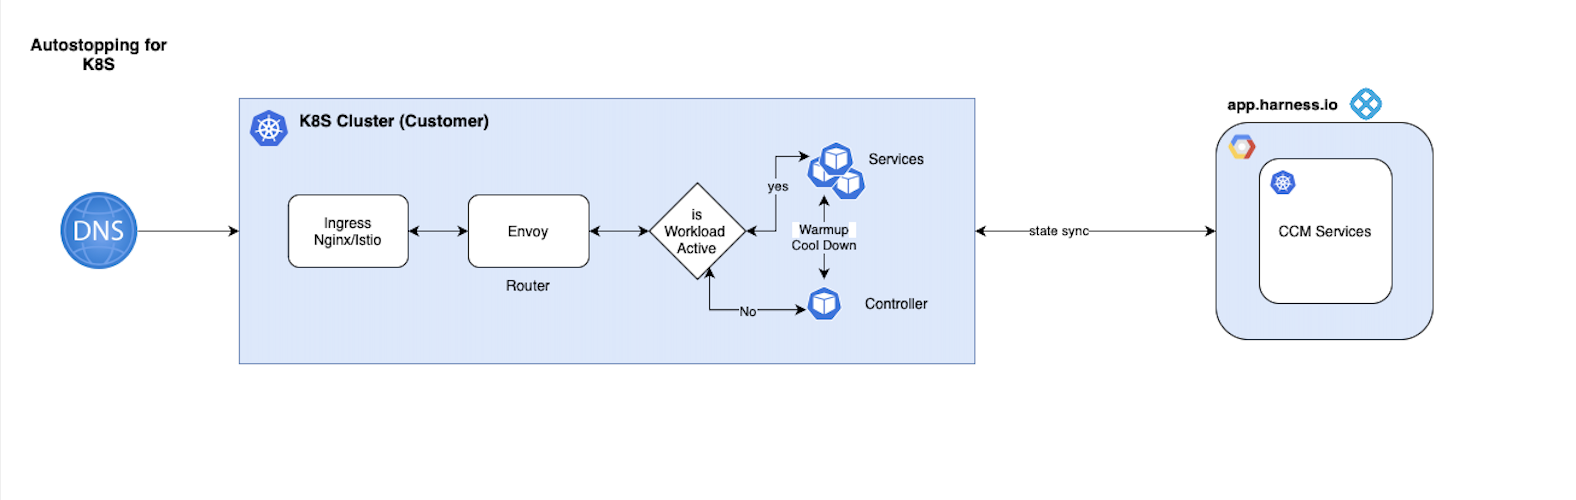 Autostopping for
K8S
app.harness.io
K8S Cluster (Customer)
Services
yes
DNS
Ingress
Nginx/Istio
Envoy
Router
is
Workload
Active
Warmup
Cool Down
No
Controller
state sync
CCM Services